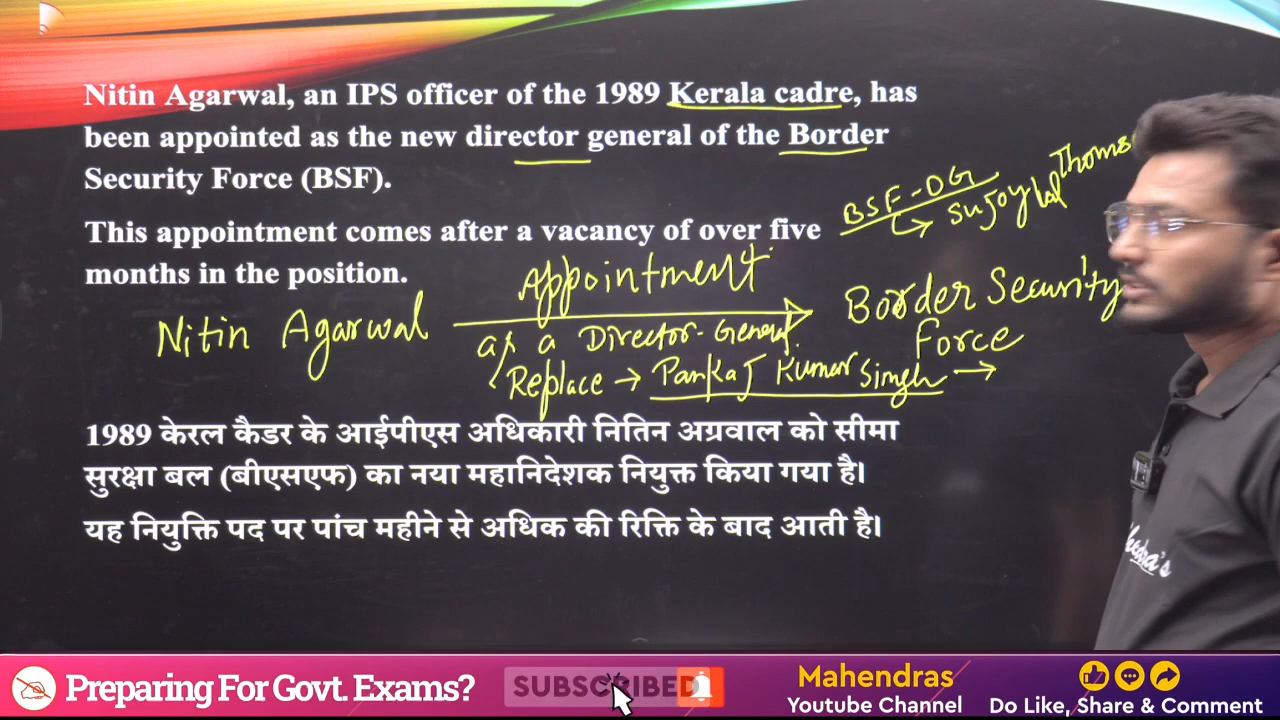 Nitin Agarwal, an IPS officer of the 1989 Kerala cadre, has
been appointed as the new director general of the Border
Security Force (BSF).
This appointment comes after a vacancy of over five
months in the position.
BSF-DG
Sujoy Lal
Appointment
Nitin Agarwal
as a Director-General
Border Security
Force
Replace → Pankaj Kumar Singh →
1989 केरल कैडर के आईपीएस अधिकारी नितिन अग्रवाल को सीमा
सुरक्षा बल (बीएसएफ) का नया महानिदेशक नियुक्त किया गया है।
यह नियुक्ति पद पर पांच महीने से अधिक की रिक्ति के बाद आती है।
Preparing For Govt. Exams?
SUBSCRIBED
Mahendras
YouTube Channel
Do Like, Share & Comment